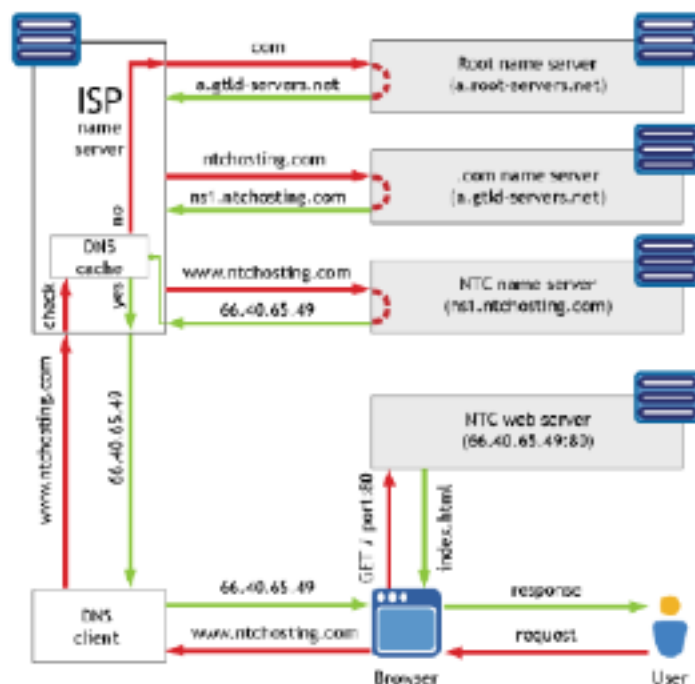 com
ISP
name
server
Root name server
(a.root-servers.net)
a.gtld-servers.net
ntchosting.com
.com name server
(a.gtld-servers.net)
ns1.ntchosting.com
no
DNS
cache
www.ntchosting.com
NTC name server
(ns1.ntchosting.com)
yes
check
66.40.65.49
www.ntchosting.com
66.40.65.49
NTC web server
(66.40.65.49:80)
GET / port:80
index.html
66.40.65.49
response
DNS
client
www.ntchosting.com
request
Browser
User